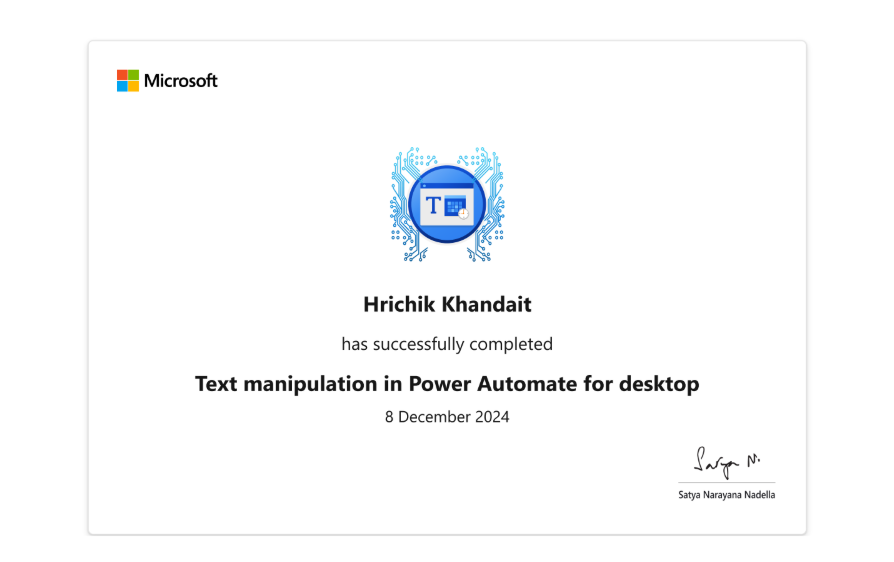 Microsoft
T
Hrichik Khandait
has successfully completed
Text manipulation in Power Automate for desktop
8 December 2024
Satya N.
Satya Narayana Nadella